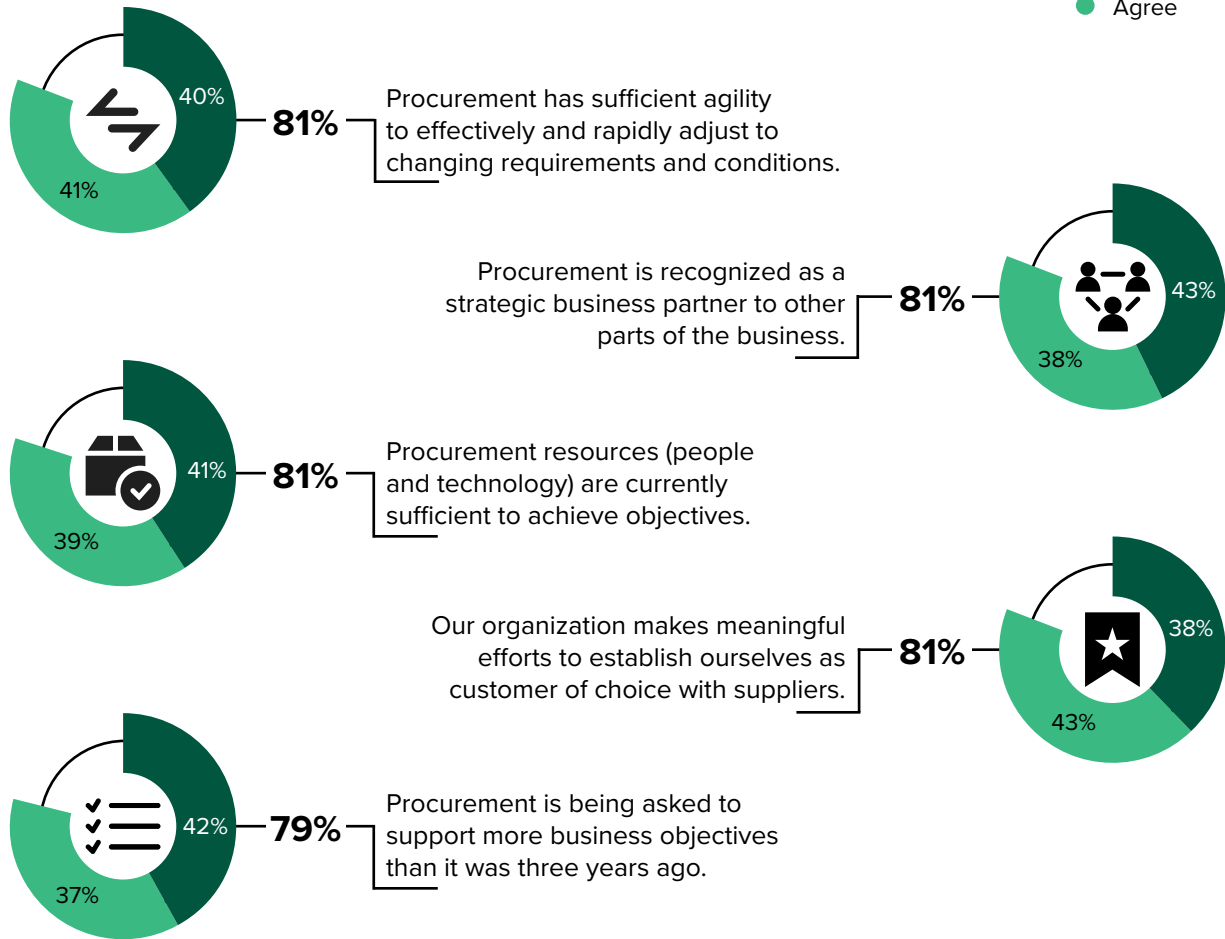 Agree
40%
41%
81%
Procurement has sufficient agility
to effectively and rapidly adjust to
changing requirements and conditions.
Procurement is recognized as a
strategic business partner to other
parts of the business.
81%
43%
38%
41%
39%
81%
Procurement resources (people
and technology) are currently
sufficient to achieve objectives.
Our organization makes meaningful
efforts to establish ourselves as
customer of choice with suppliers.
81%
38%
43%
42%
37%
79%
Procurement is being asked to
support more business objectives
than it was three years ago.